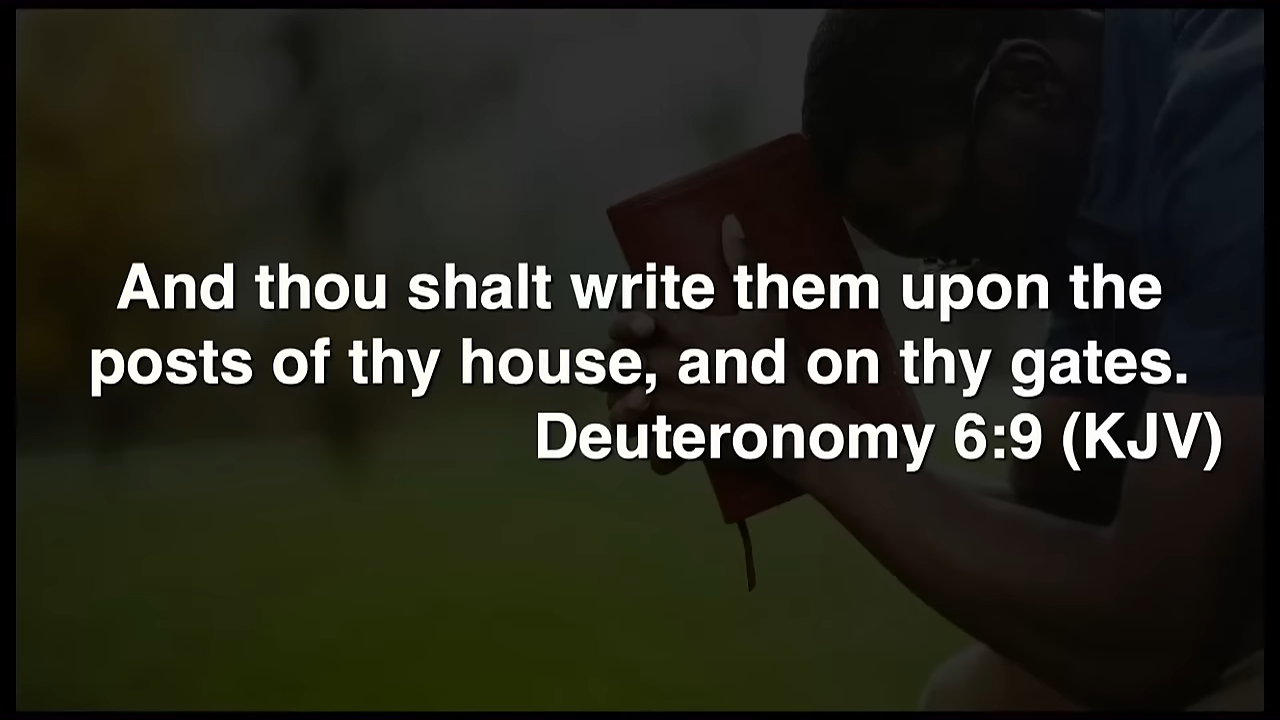 And thou shalt write them upon the
posts of thy house, and on thy gates.
Deuteronomy 6:9 (KJV)